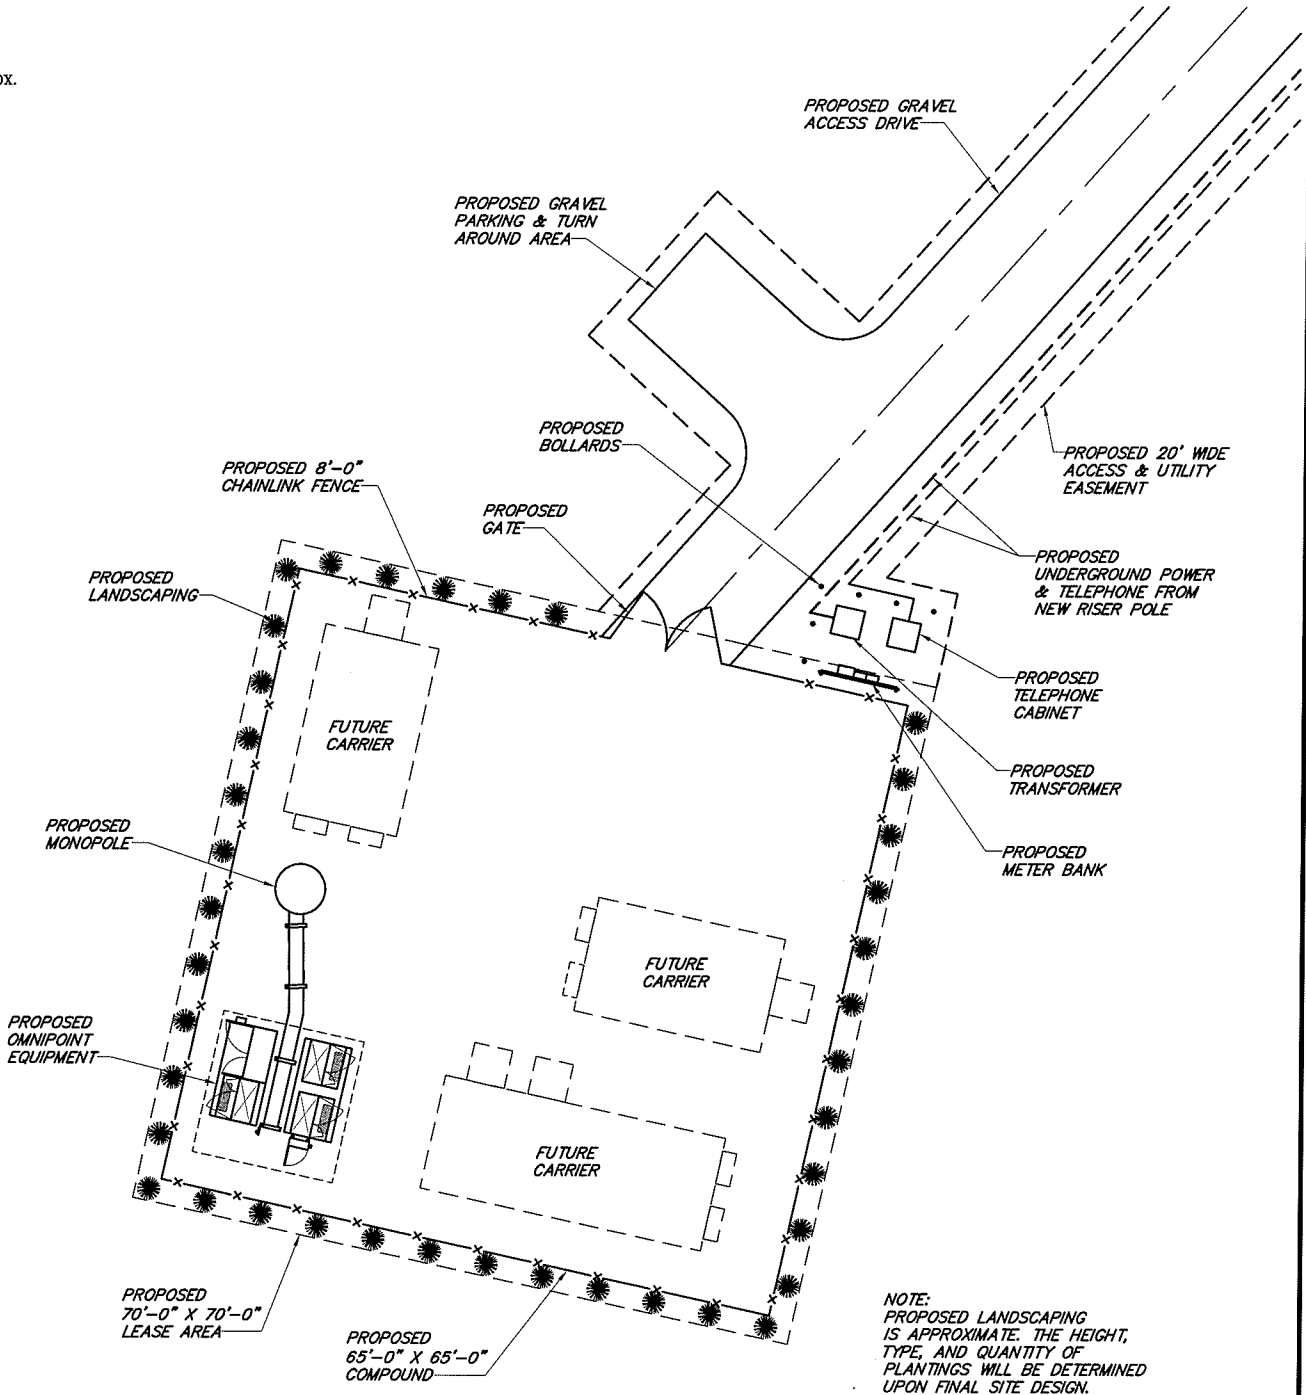 ox.
PROPOSED GRAVEL
ACCESS DRIVE
PROPOSED GRAVEL
PARKING & TURN
AROUND AREA
PROPOSED
BOLLARDS
PROPOSED 20' WIDE
ACCESS & UTILITY
EASEMENT
PROPOSED 8'-0"
CHAINLINK FENCE
PROPOSED
GATE
PROPOSED
UNDERGROUND POWER
& TELEPHONE FROM
NEW RISER POLE
PROPOSED
LANDSCAPING
PROPOSED
TELEPHONE
CABINET
FUTURE
CARRIER
PROPOSED
TRANSFORMER
PROPOSED
MONOPOLE
PROPOSED
METER BANK
FUTURE
CARRIER
PROPOSED
OMNIPOINT
EQUIPMENT
FUTURE
CARRIER
PROPOSED
70'-0" X 70'-0"
LEASE AREA
PROPOSED
65'-0" X 65'-0"
COMPOUND
NOTE:
PROPOSED LANDSCAPING
IS APPROXIMATE. THE HEIGHT,
TYPE, AND QUANTITY OF
PLANTINGS WILL BE DETERMINED
UPON FINAL SITE DESIGN.